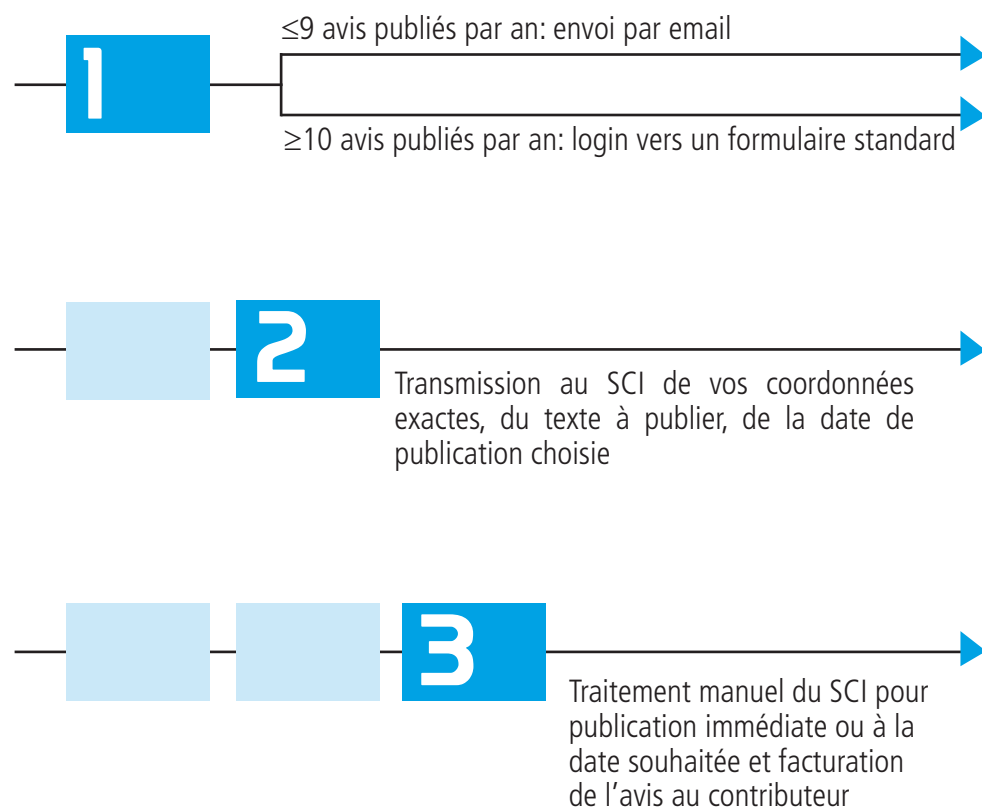 ≤9 avis publiés par an: envoi par email
1
≥10 avis publiés par an: login vers un formulaire standard
2
Transmission au SCI de vos coordonnées
exactes, du texte à publier, de la date de
publication choisie
3
Traitement manuel du SCI pour
publication immédiate ou à la
date souhaitée et facturation
de l’avis au contributeur